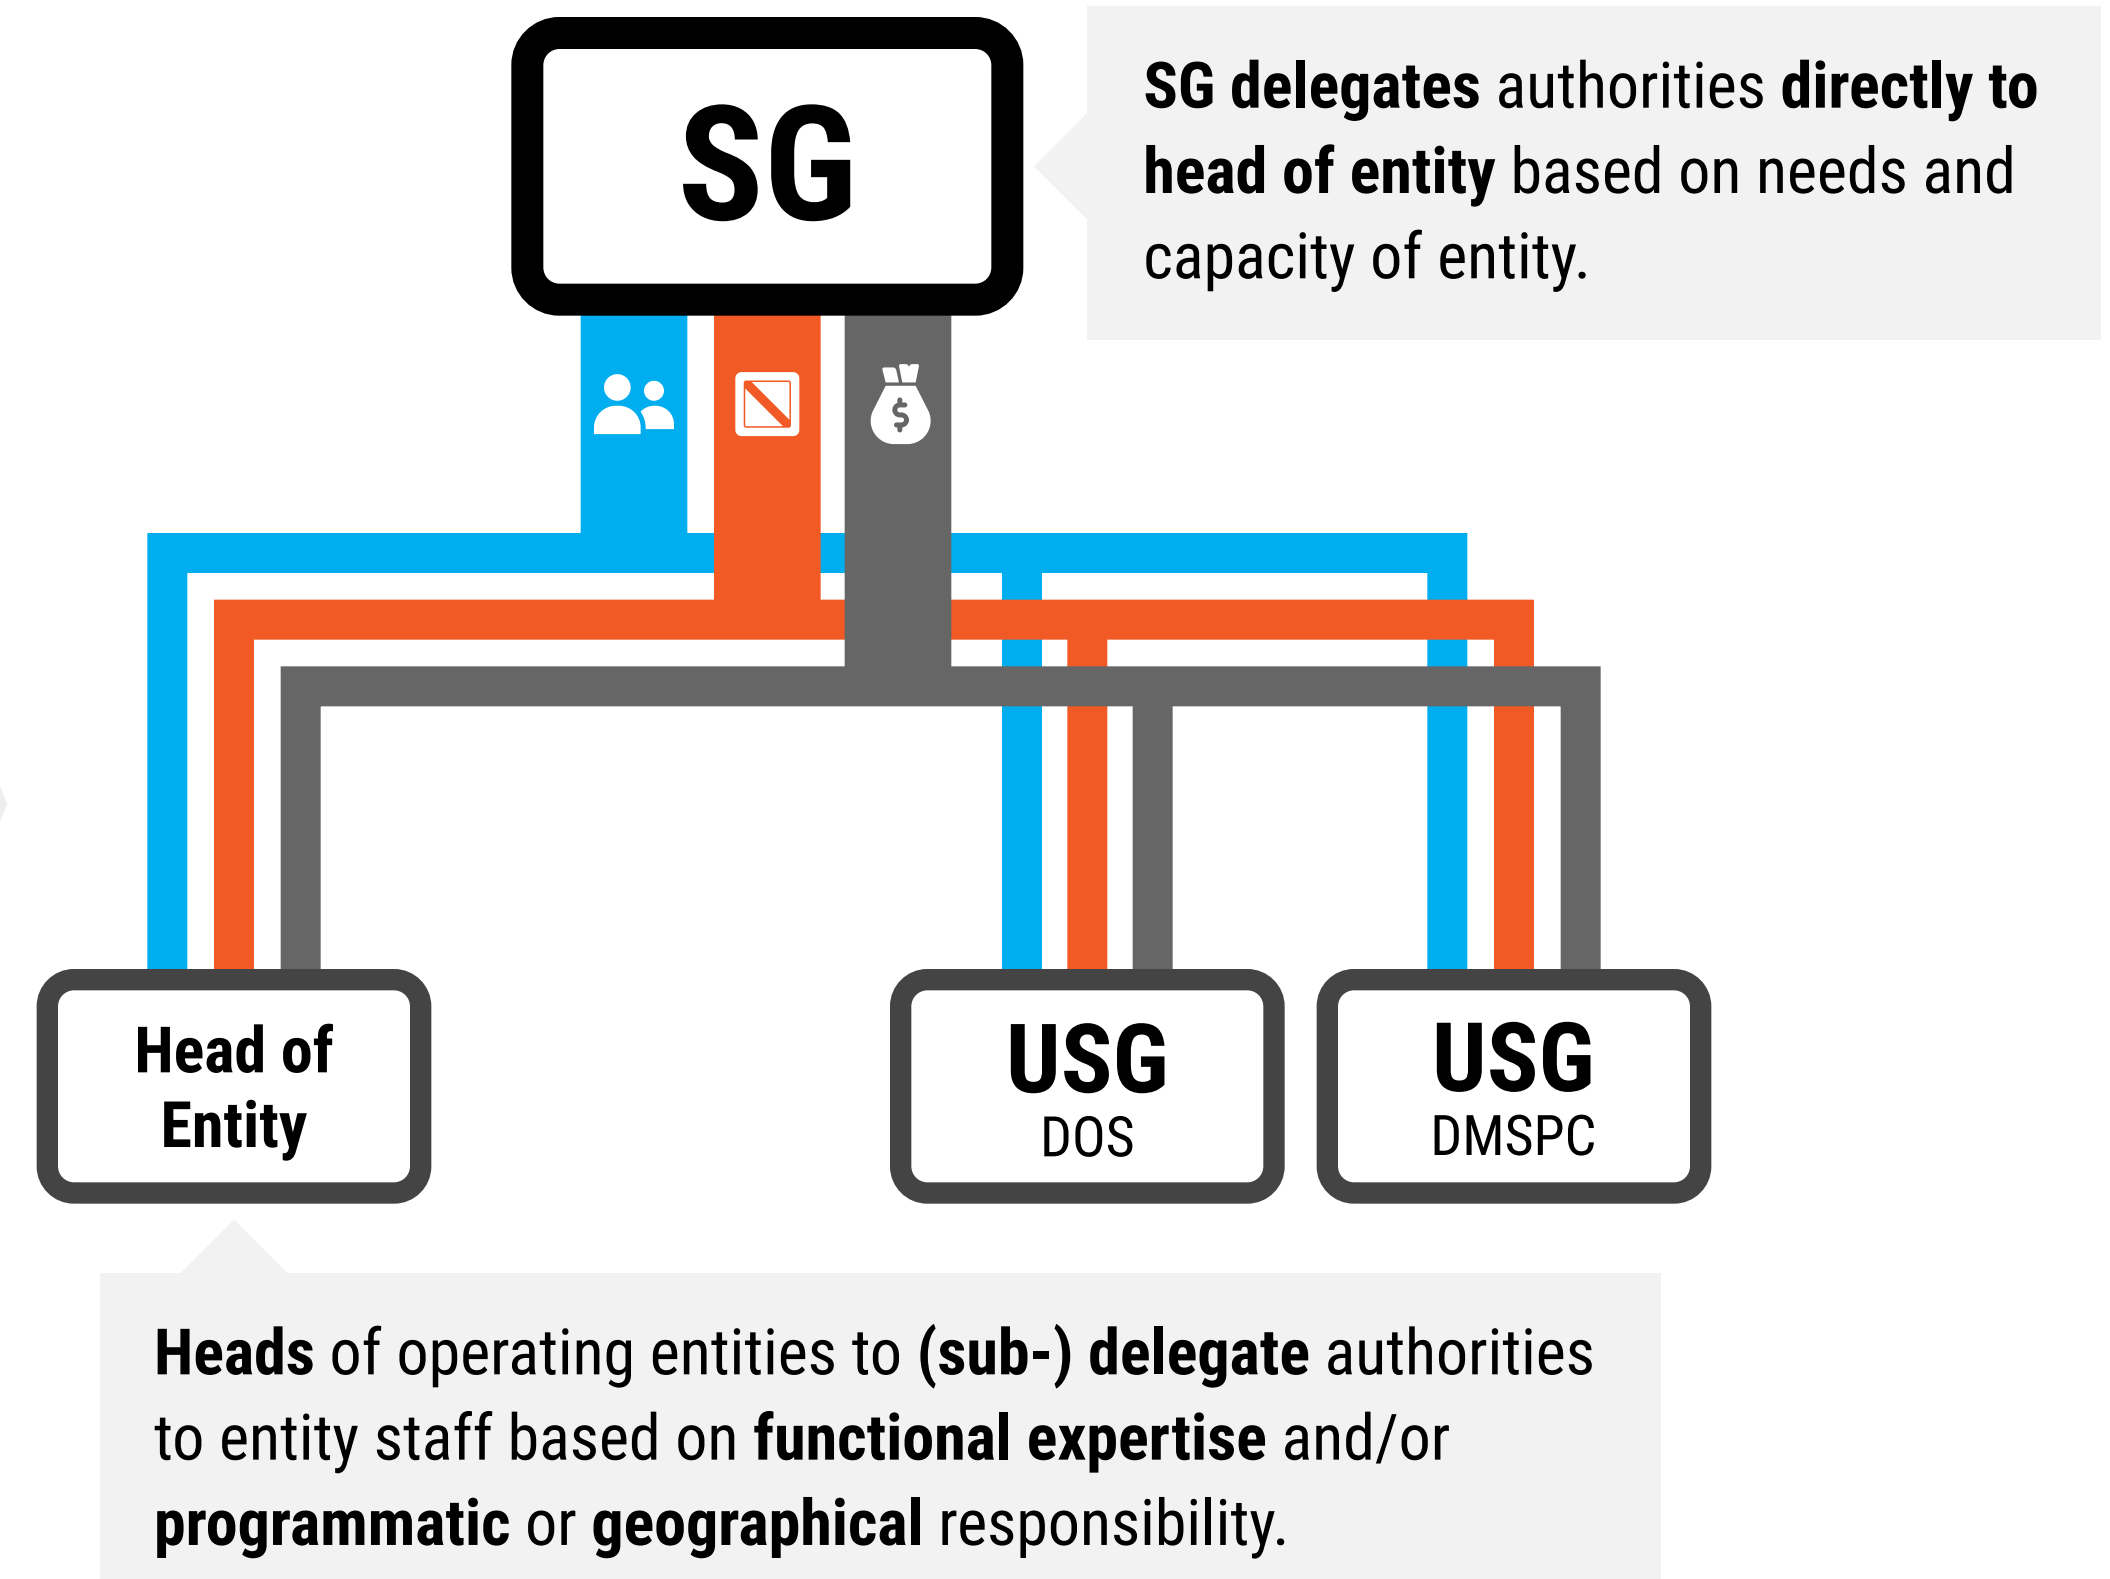 SG
SG delegates authorities directly to
head of entity based on needs and
capacity of entity.
$
Head of
Entity
USG
DOS
USG
DMSPC
Heads of operating entities to (sub-) delegate authorities
to entity staff based on functional expertise and/or
programmatic or geographical responsibility.